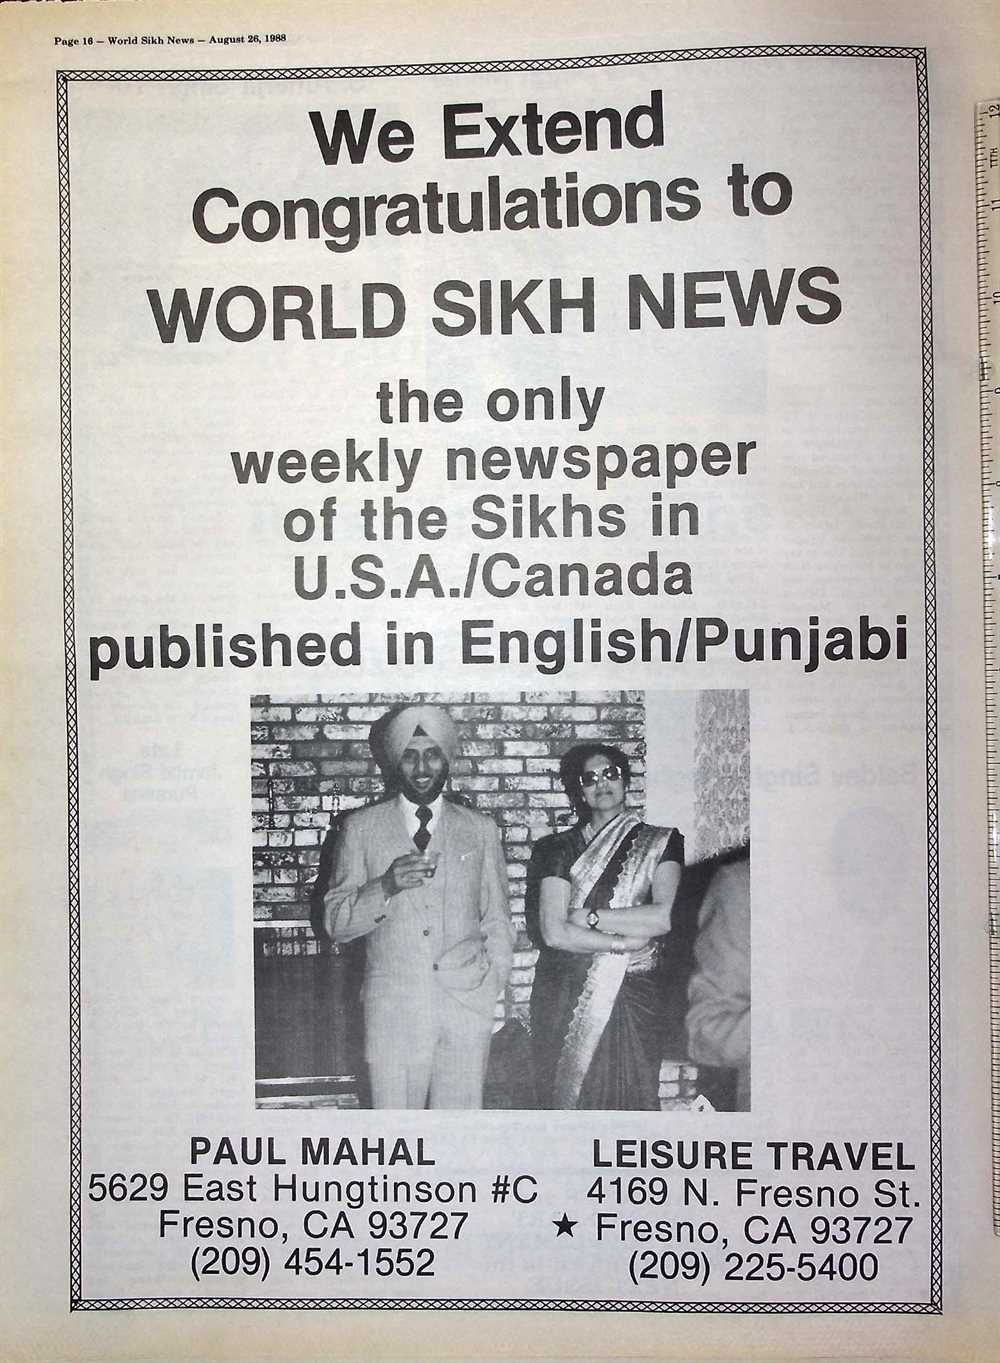 Page 16 — World Sikh News — August 26, 1988
We Extend
Congratulations to
WORLD SIKH NEWS
the only
weekly newspaper
of the Sikhs in
U.S.A./Canada
published in English/Punjabi
PAUL MAHAL
5629 East Hungtinson #C
Fresno, CA 93727
(209) 454-1552
LEISURE TRAVEL
4169 N. Fresno St.
★ Fresno, CA 93727
(209) 225-5400